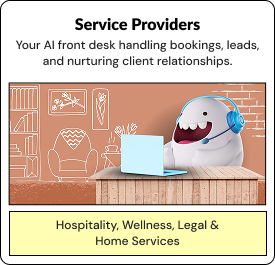 Service Providers
Your AI front desk handling bookings, leads,
and nurturing client relationships.
Hospitality, Wellness, Legal &
Home Services